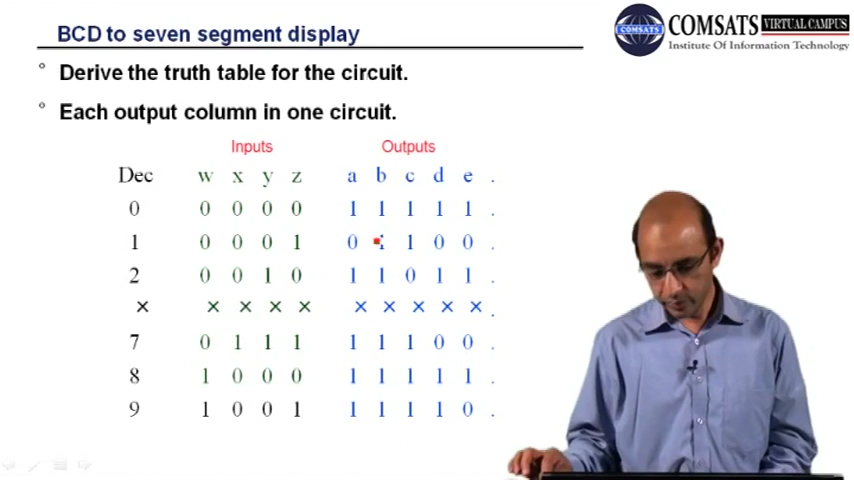 BCD to seven segment display
COMSATS VIRTUAL CAMPUS
Institute Of Information Technology
COMSATS
° Derive the truth table for the circuit.
° Each output column in one circuit.
Inputs Outputs
Dec w x y z a b c d e .
0 0 0 0 0 1 1 1 1 1 .
1 0 0 0 1 0 1 1 0 0 .
2 0 0 1 0 1 1 0 1 1 .
× × × × × × × × × × .
7 0 1 1 1 1 1 1 0 0 .
8 1 0 0 0 1 1 1 1 1 .
9 1 0 0 1 1 1 1 1 0 .